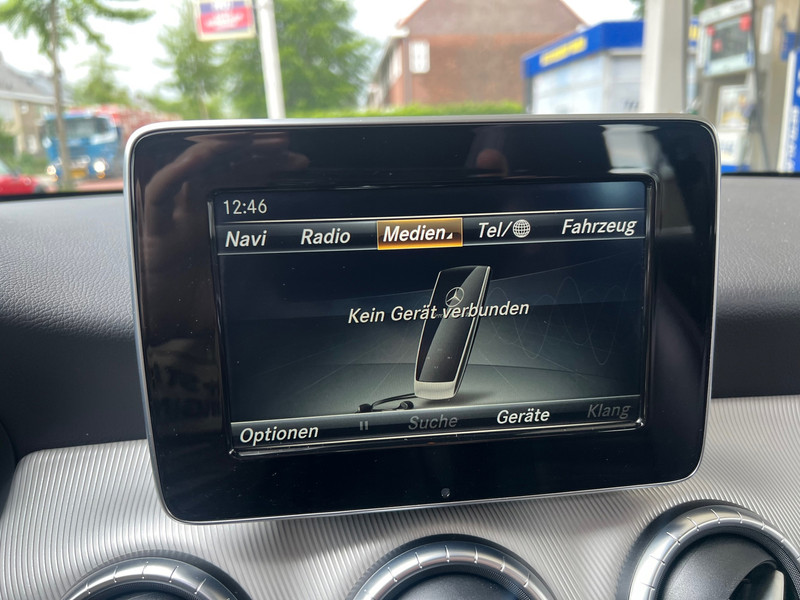 12:46
Navi Radio Medien Tel/ Fahrzeug
Kein Gerät verbunden
Optionen Suche Geräte Klang